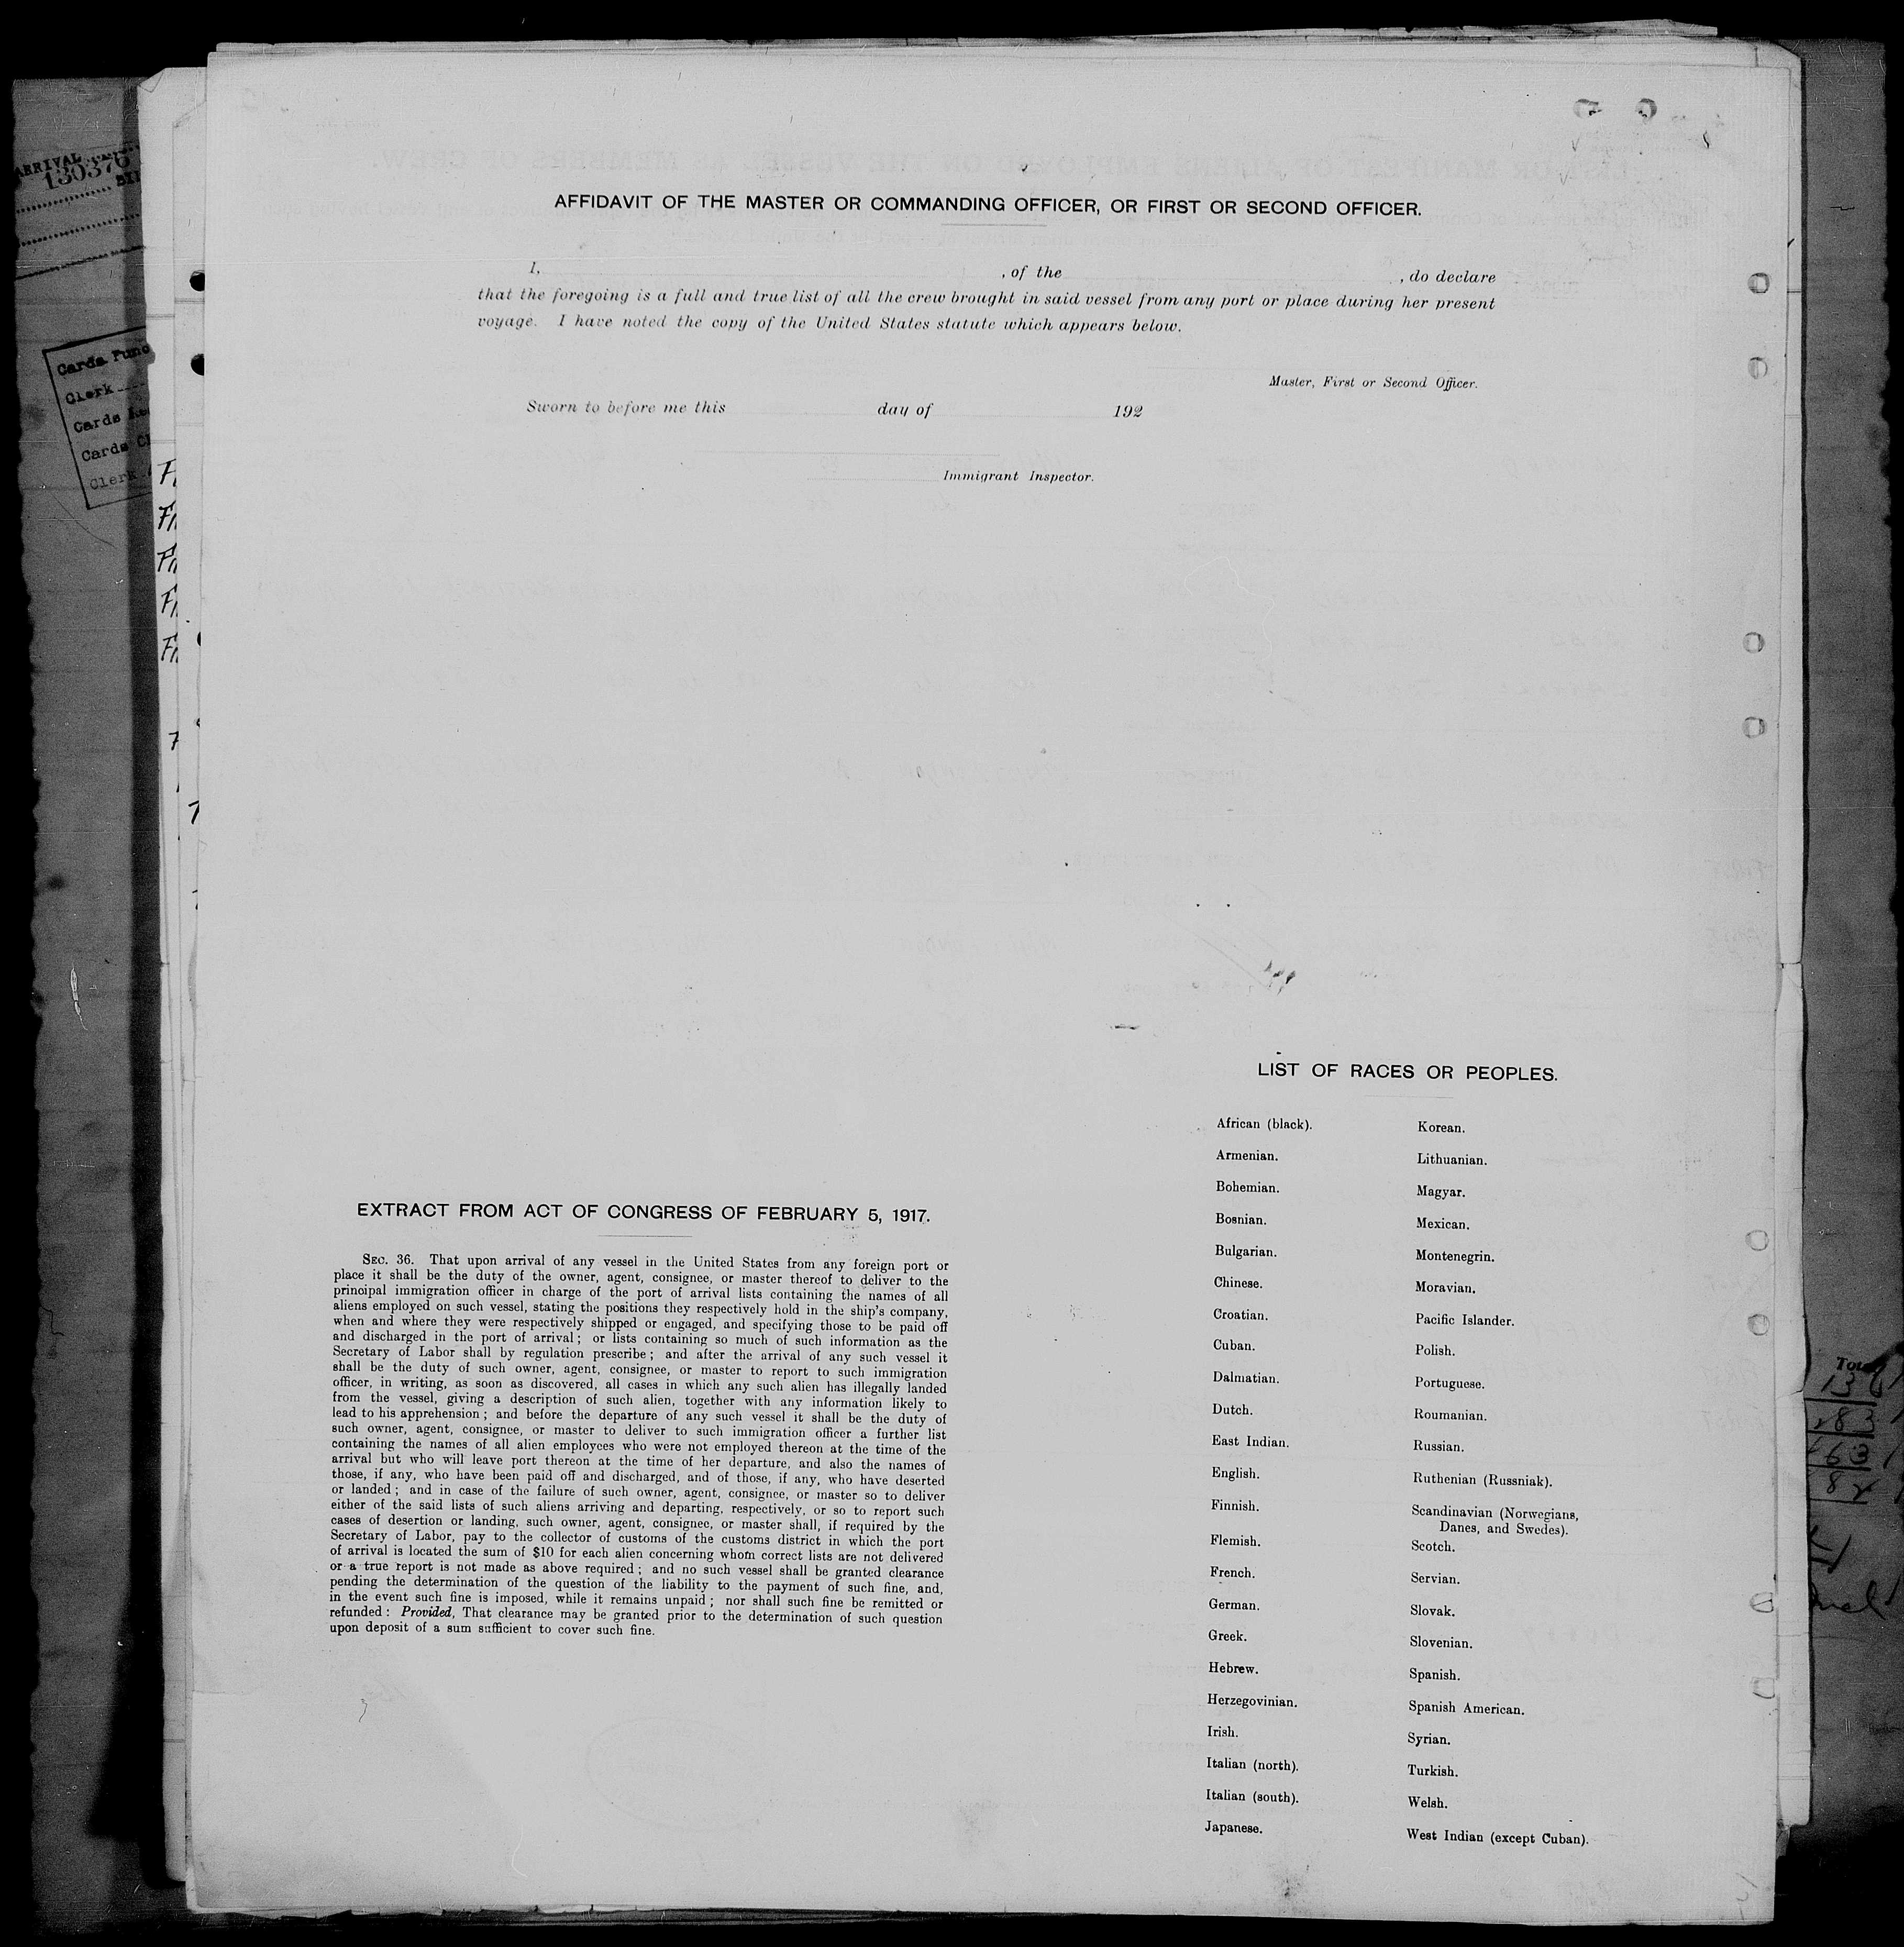 ARRIVAL
130376
Cards
Clerk
Cards
Cards
Clerk
AFFIDAVIT OF THE MASTER OR COMMANDING OFFICER, OR FIRST OR SECOND OFFICER.
I, , of the , do declare
that the foregoing is a full and true list of all the crew brought in said vessel from any port or place during her present
voyage. I have noted the copy of the United States statute which appears below.
Master, First or Second Officer.
Sworn to before me this day of 192
Immigrant Inspector.
EXTRACT FROM ACT OF CONGRESS OF FEBRUARY 5, 1917.
SEC. 36. That upon arrival of any vessel in the United States from any foreign port or
place it shall be the duty of the owner, agent, consignee, or master thereof to deliver to the
principal immigration officer in charge of the port of arrival lists containing the names of all
aliens employed on such vessel, stating the positions they respectively hold in the ship's company,
when and where they were respectively shipped or engaged, and specifying those to be paid off
and discharged in the port of arrival; or lists containing so much of such information as the
Secretary of Labor shall by regulation prescribe; and after the arrival of any such vessel it
shall be the duty of such owner, agent, consignee, or master to report to such immigration
officer, in writing, as soon as discovered, all cases in which any such alien has illegally landed
from the vessel, giving a description of such alien, together with any information likely to
lead to his apprehension; and before the departure of any such vessel it shall be the duty of
such owner, agent, consignee, or master to deliver to such immigration officer a further list
containing the names of all alien employees who were not employed thereon at the time of the
arrival but who will leave port thereon at the time of her departure, and also the names of
those, if any, who have been paid off and discharged, and of those, if any, who have deserted
or landed; and in case of the failure of such owner, agent, consignee, or master so to deliver
either of the said lists of such aliens arriving and departing, respectively, or so to report such
cases of desertion or landing, such owner, agent, consignee, or master shall, if required by the
Secretary of Labor, pay to the collector of customs of the customs district in which the port
of arrival is located the sum of $10 for each alien concerning whom correct lists are not delivered
or a true report is not made as above required; and no such vessel shall be granted clearance
pending the determination of the question of the liability to the payment of such fine, and,
in the event such fine is imposed, while it remains unpaid; nor shall such fine be remitted or
refunded: Provided, That clearance may be granted prior to the determination of such question
upon deposit of a sum sufficient to cover such fine.
LIST OF RACES OR PEOPLES.
African (black).
Armenian.
Bohemian.
Bosnian.
Bulgarian.
Chinese.
Croatian.
Cuban.
Dalmatian.
Dutch.
East Indian.
English.
Finnish.
Flemish.
French.
German.
Greek.
Hebrew.
Herzegovinian.
Irish.
Italian (north).
Italian (south).
Japanese.
Korean.
Lithuanian.
Magyar.
Mexican.
Montenegrin.
Moravian.
Pacific Islander.
Polish.
Portuguese.
Roumanian.
Russian.
Ruthenian (Russniak).
Scandinavian (Norwegians,
Danes, and Swedes).
Scotch.
Servian.
Slovak.
Slovenian.
Spanish.
Spanish American.
Syrian.
Turkish.
Welsh.
West Indian (except Cuban).